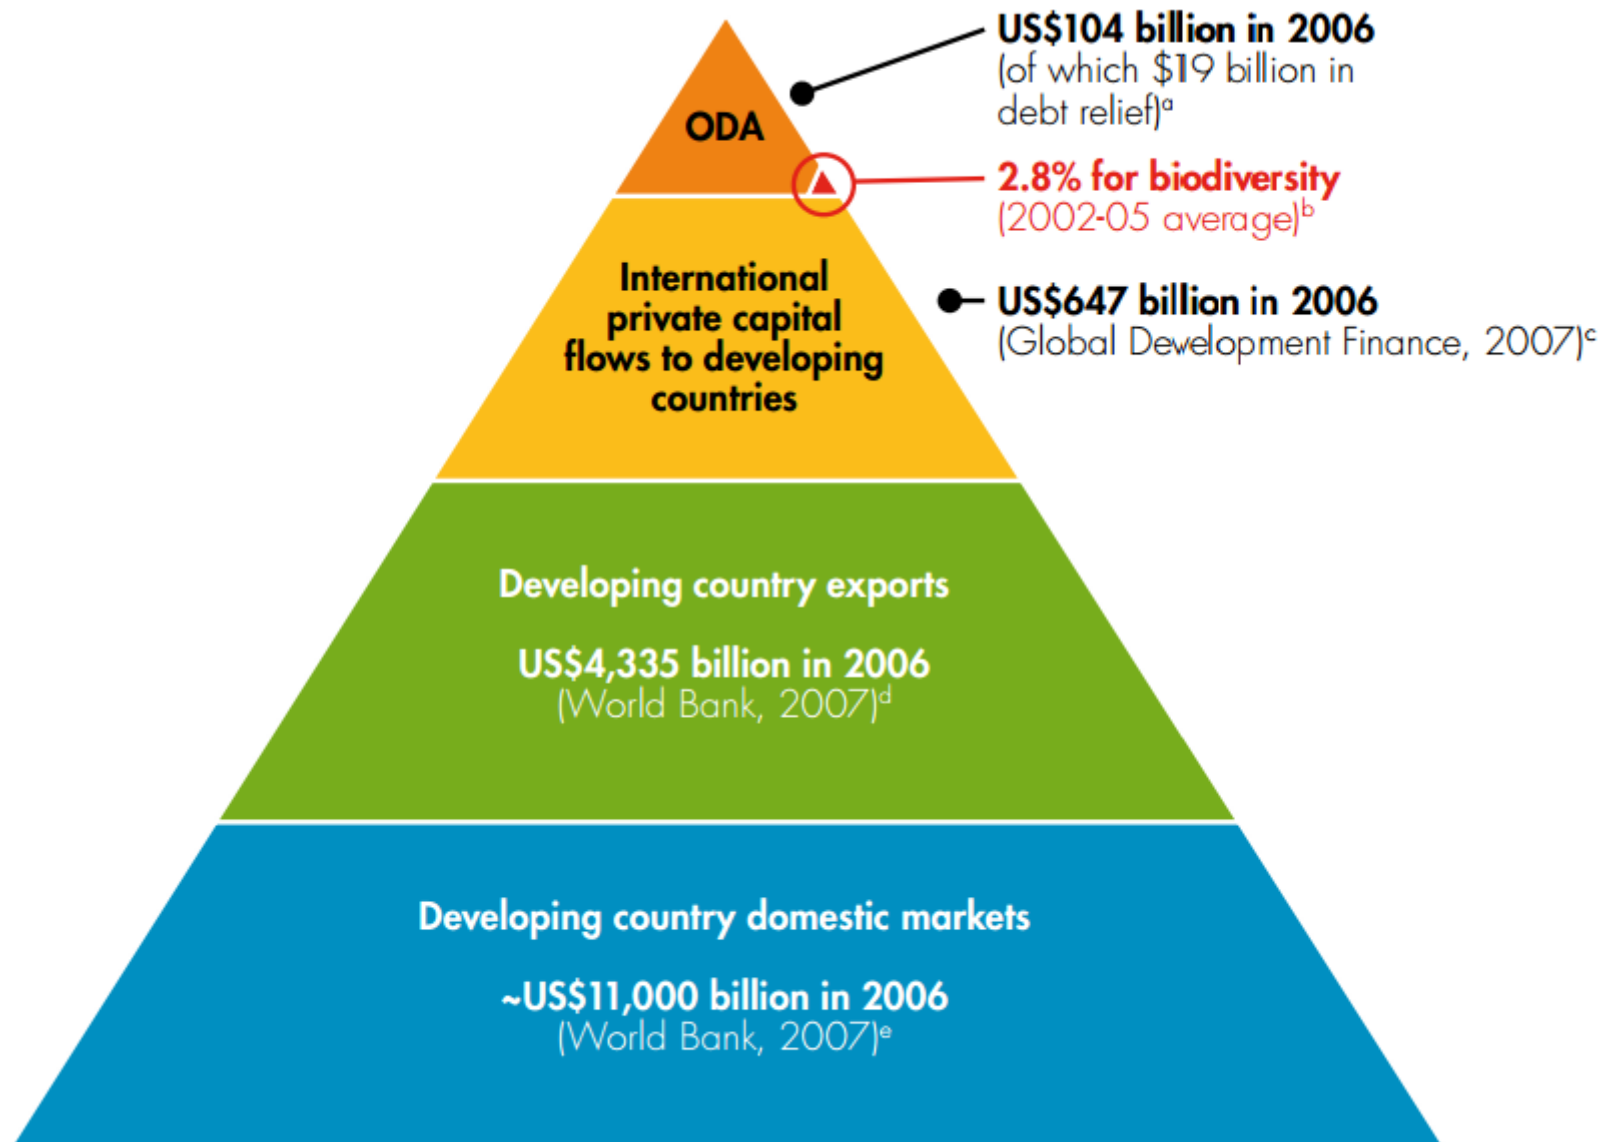 US$104 billion in 2006
(of which $19 billion in
debt relief)ᵃ
ODA
2.8% for biodiversity
(2002-05 average)ᵇ
International
private capital
flows to developing
countries
US$647 billion in 2006
(Global Development Finance, 2007)ᶜ
Developing country exports
US$4,335 billion in 2006
(World Bank, 2007)ᵈ
Developing country domestic markets
~US$11,000 billion in 2006
(World Bank, 2007)ᵉ